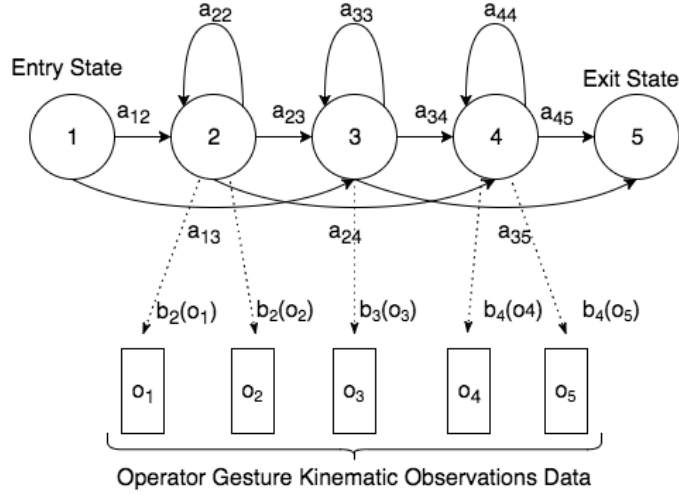 a22 a33 a44
Entry State
Exit State
a12 a23 a34 a45
1 2 3 4 5
a13 a24 a35
b2(o1) b2(o2) b3(o3) b4(o4) b4(o5)
o1 o2 o3 o4 o5
Operator Gesture Kinematic Observations Data